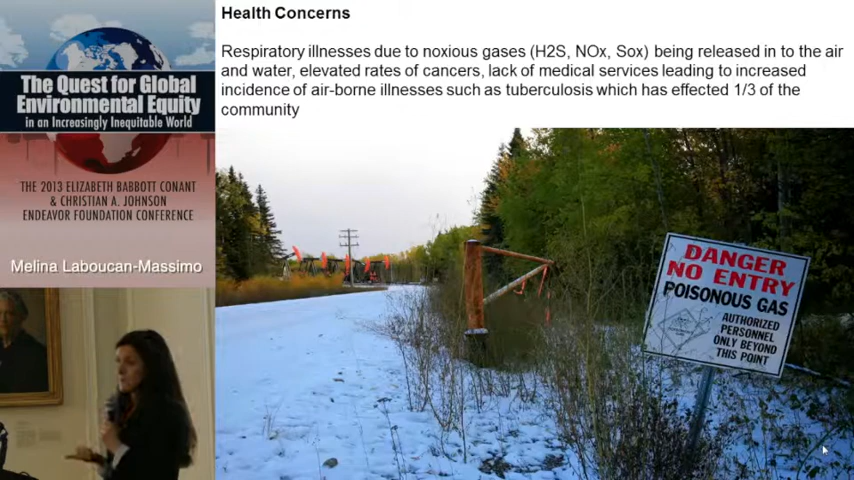 The Quest for Global
Environmental Equity
in an Increasingly Inequitable World
THE 2013 ELIZABETH BABBOTT CONANT
& CHRISTIAN A. JOHNSON
ENDEAVOR FOUNDATION CONFERENCE
Melina Laboucan-Massimo
Health Concerns
Respiratory illnesses due to noxious gases (H2S, NOx, Sox) being released in to the air
and water, elevated rates of cancers, lack of medical services leading to increased
incidence of air-borne illnesses such as tuberculosis which has effected 1/3 of the
community
DANGER
NO ENTRY
POISONOUS GAS
AUTHORIZED
PERSONNEL
ONLY BEYOND
THIS POINT